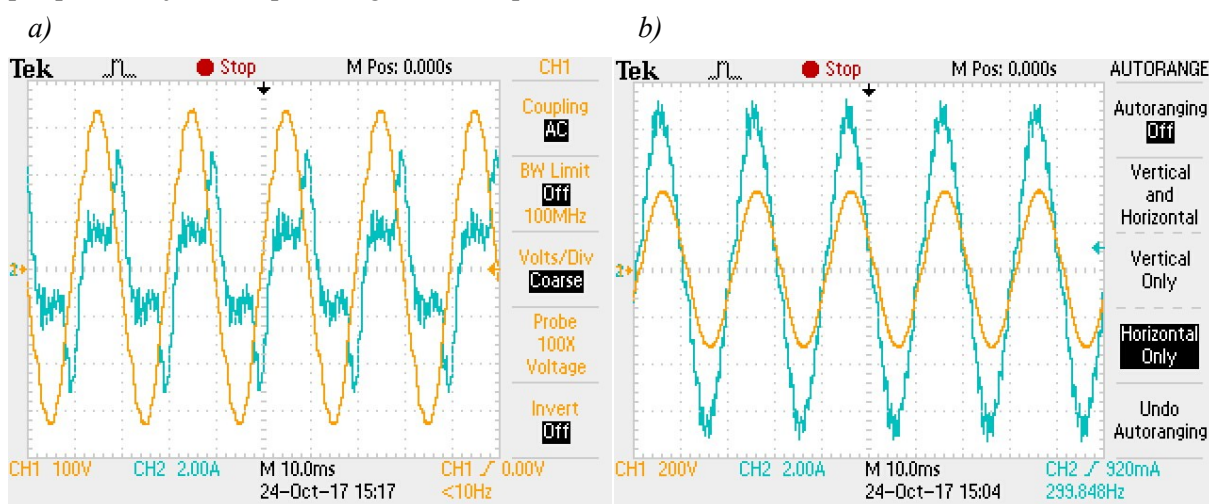 a)
b)
Tek Stop M Pos: 0.000s CH1
Coupling
AC
BW Limit
Off
100MHz
Volts/Div
Coarse
Probe
100X
Voltage
Invert
Off
2
CH1 100V CH2 2.00A M 10.0ms CH1 0.00V
24-Oct-17 15:17 <10Hz
Tek Stop M Pos: 0.000s AUTORANGE
Autoranging
Off
Vertical
and
Horizontal
Vertical
Only
Horizontal
Only
Undo
Autoranging
2
CH1 200V CH2 2.00A M 10.0ms CH2 920mA
24-Oct-17 15:04 299.848Hz